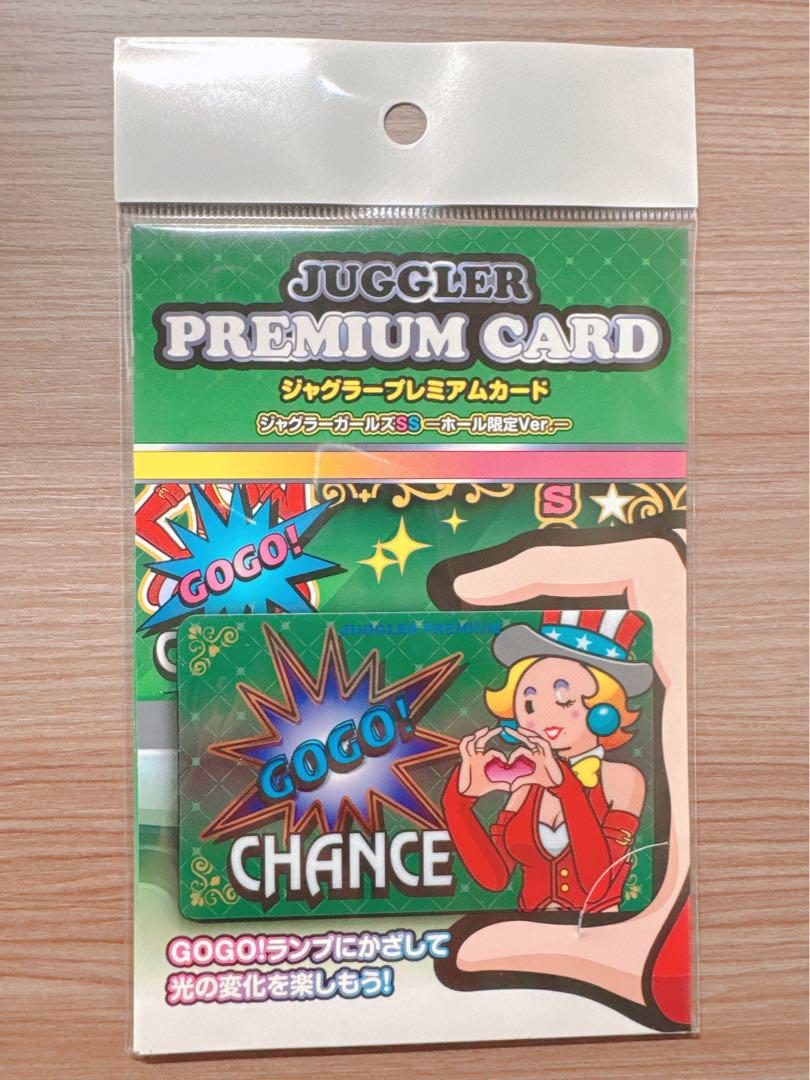 JUGGLER
PREMIUM CARD
ジャグラープレミアムカード
ジャグラーガールズSS ーホール限定Ver.ー
S
GOGO!
C
JUGGLER PREMIUM
GOGO!
CHANCE
GOGO!ランプにかざして
光の変化を楽しもう!